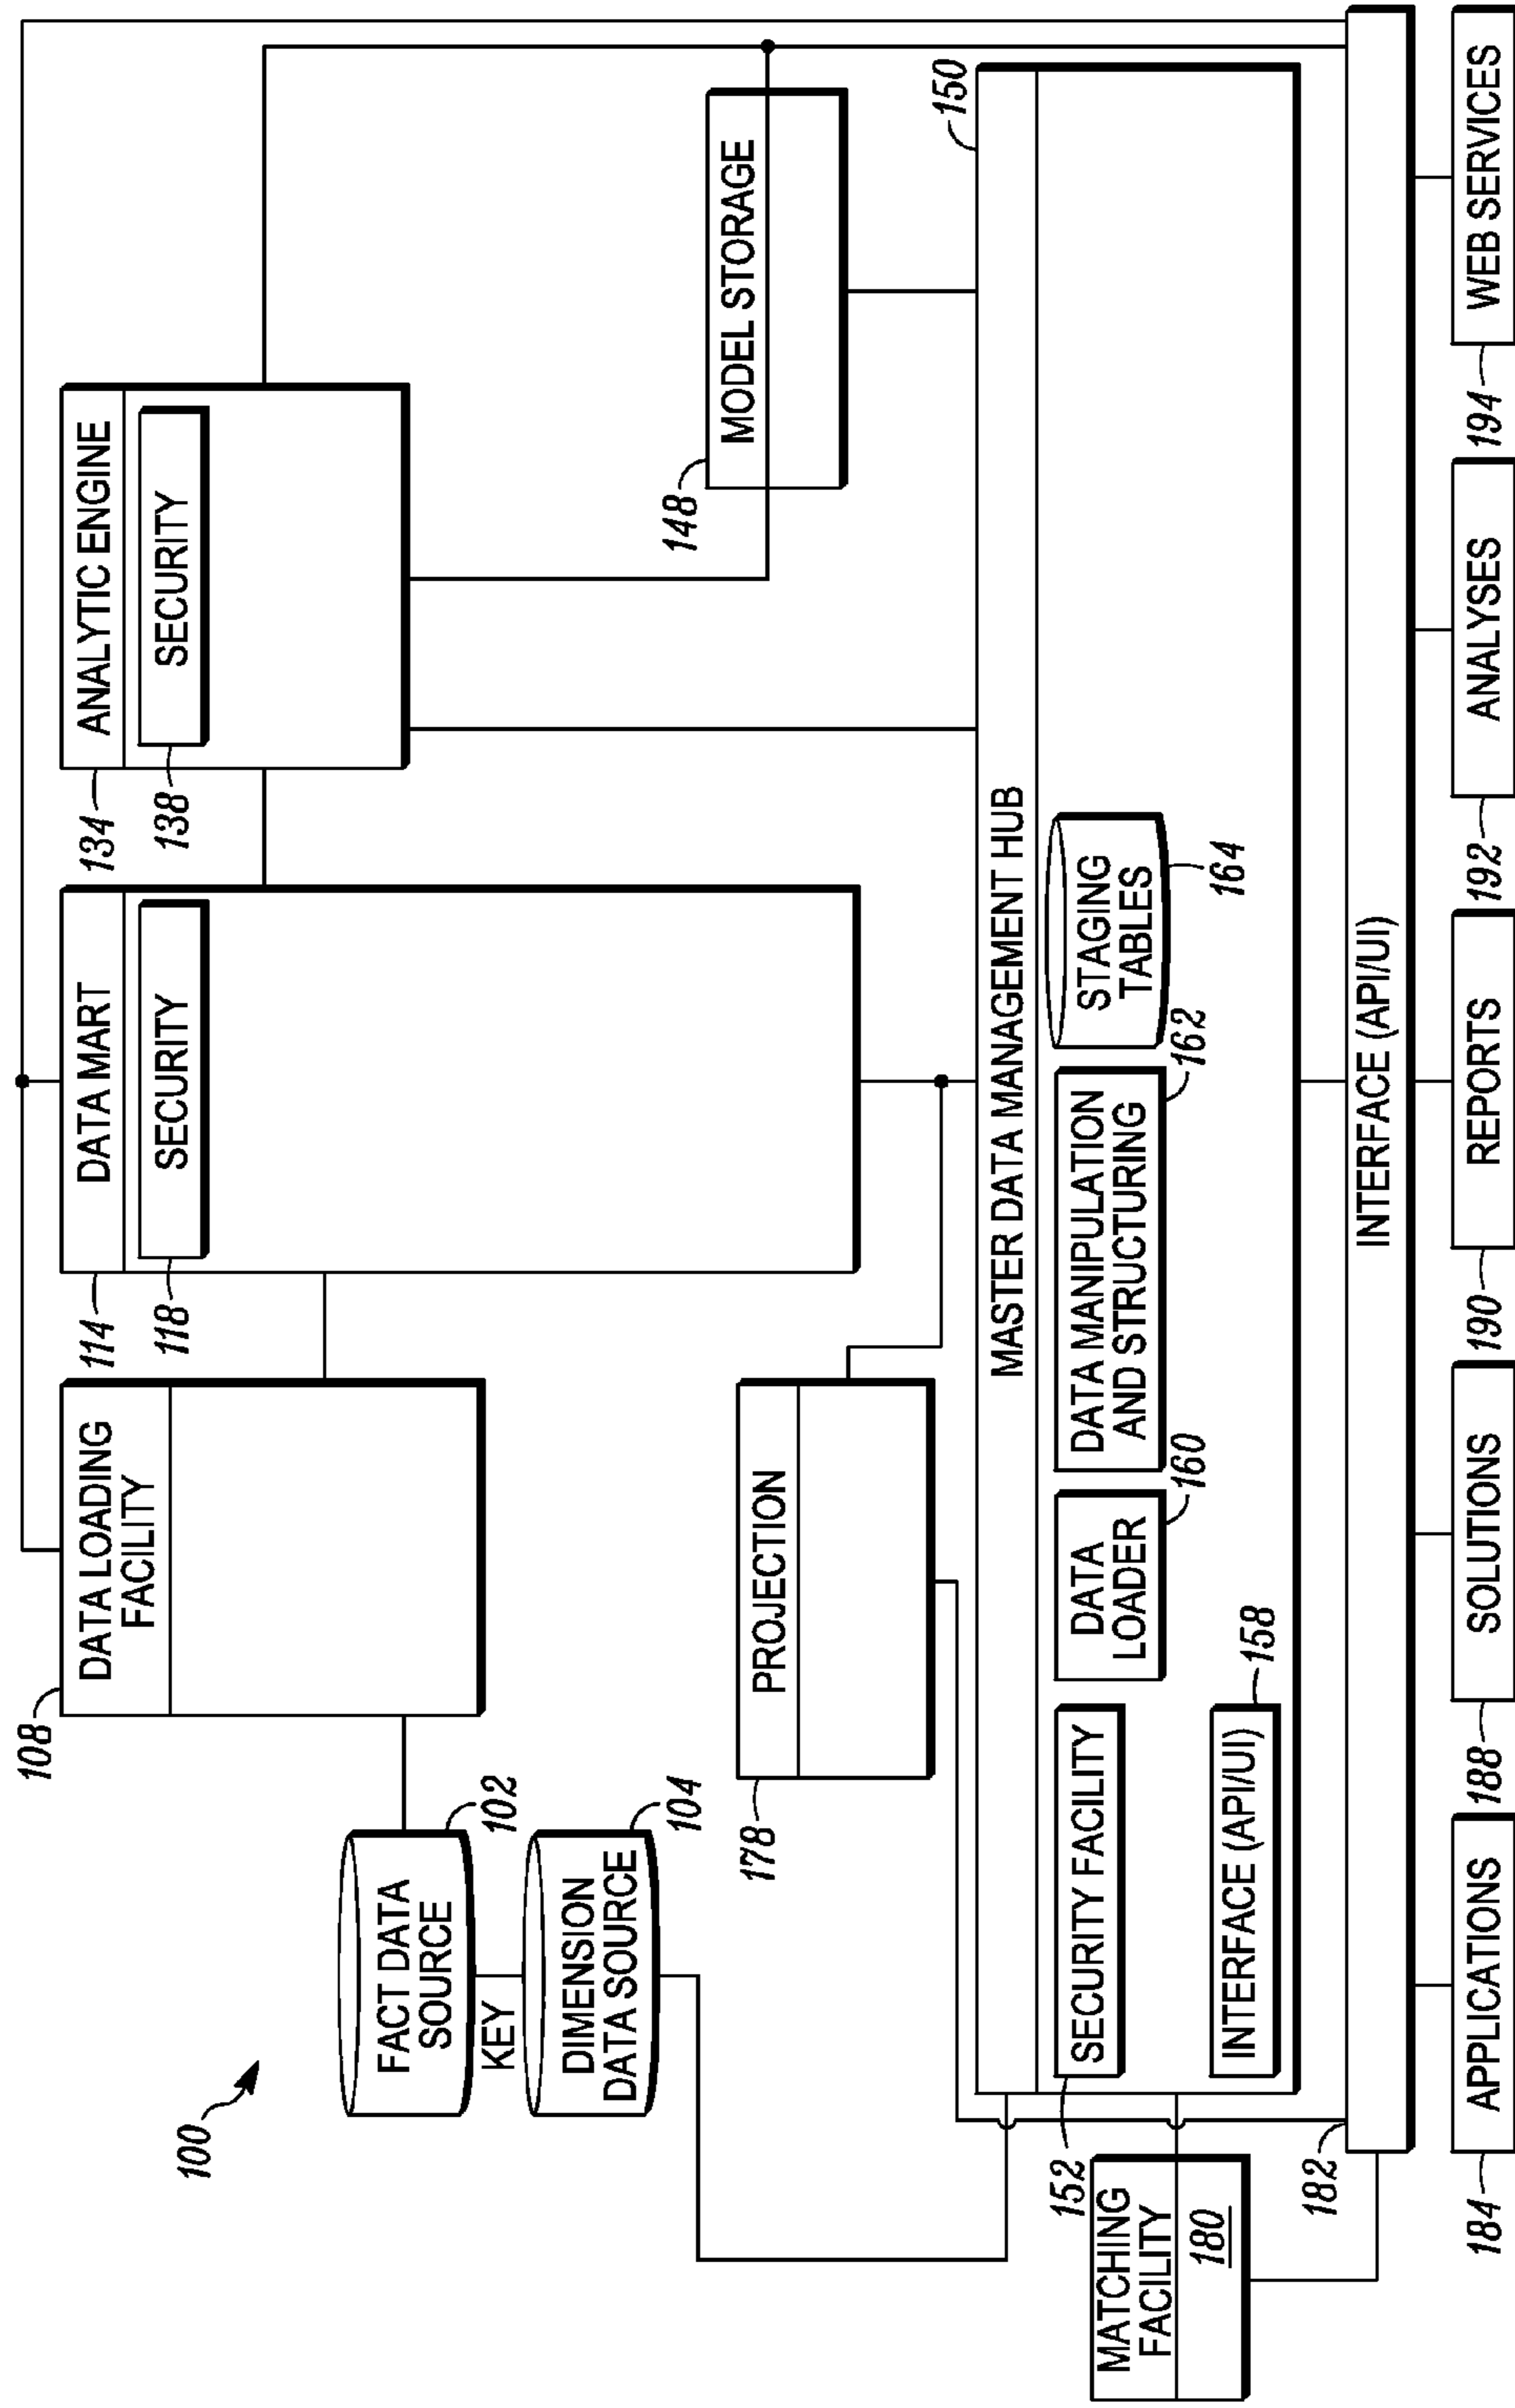 100
FACT DATA
SOURCE
102
KEY
DIMENSION
DATA SOURCE
104
108
DATA LOADING
FACILITY
114
DATA MART
118
SECURITY
134
ANALYTIC ENGINE
138
SECURITY
178
PROJECTION
148
MODEL STORAGE
150
MASTER DATA MANAGEMENT HUB
152
SECURITY FACILITY
DATA
LOADER
160
DATA MANIPULATION
AND STRUCTURING
162
STAGING
TABLES
164
INTERFACE (API/UI)
158
MATCHING
FACILITY
180
182
INTERFACE (API/UI)
184
APPLICATIONS
188
SOLUTIONS
190
REPORTS
192
ANALYSES
194
WEB SERVICES